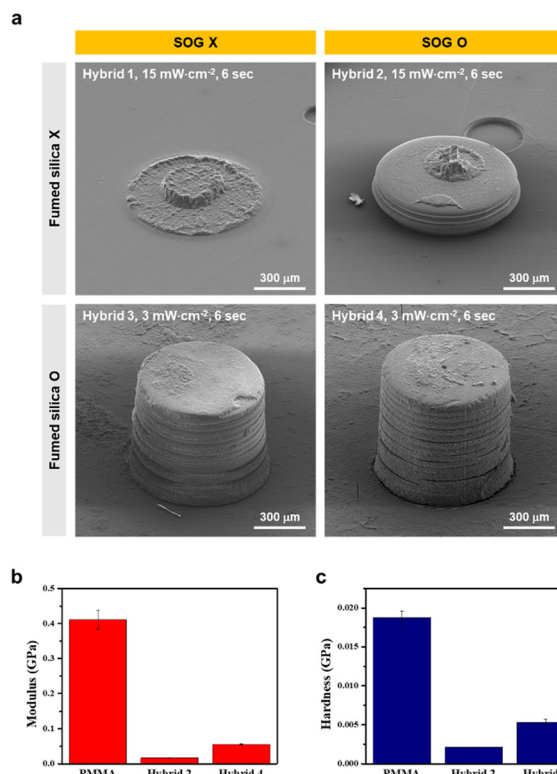 a
SOG X
SOG O
Fumed silica X
Hybrid 1, 15 mW·cm-2, 6 sec
300 μm
Hybrid 2, 15 mW·cm-2, 6 sec
300 μm
Fumed silica O
Hybrid 3, 3 mW·cm-2, 6 sec
300 μm
Hybrid 4, 3 mW·cm-2, 6 sec
300 μm
b
Modulus (GPa)
0.5
0.4
0.3
0.2
0.1
0.0
PMMA Hybrid 2 Hybrid 4
c
Hardness (GPa)
0.020
0.015
0.010
0.005
0.000
PMMA Hybrid 2 Hybrid